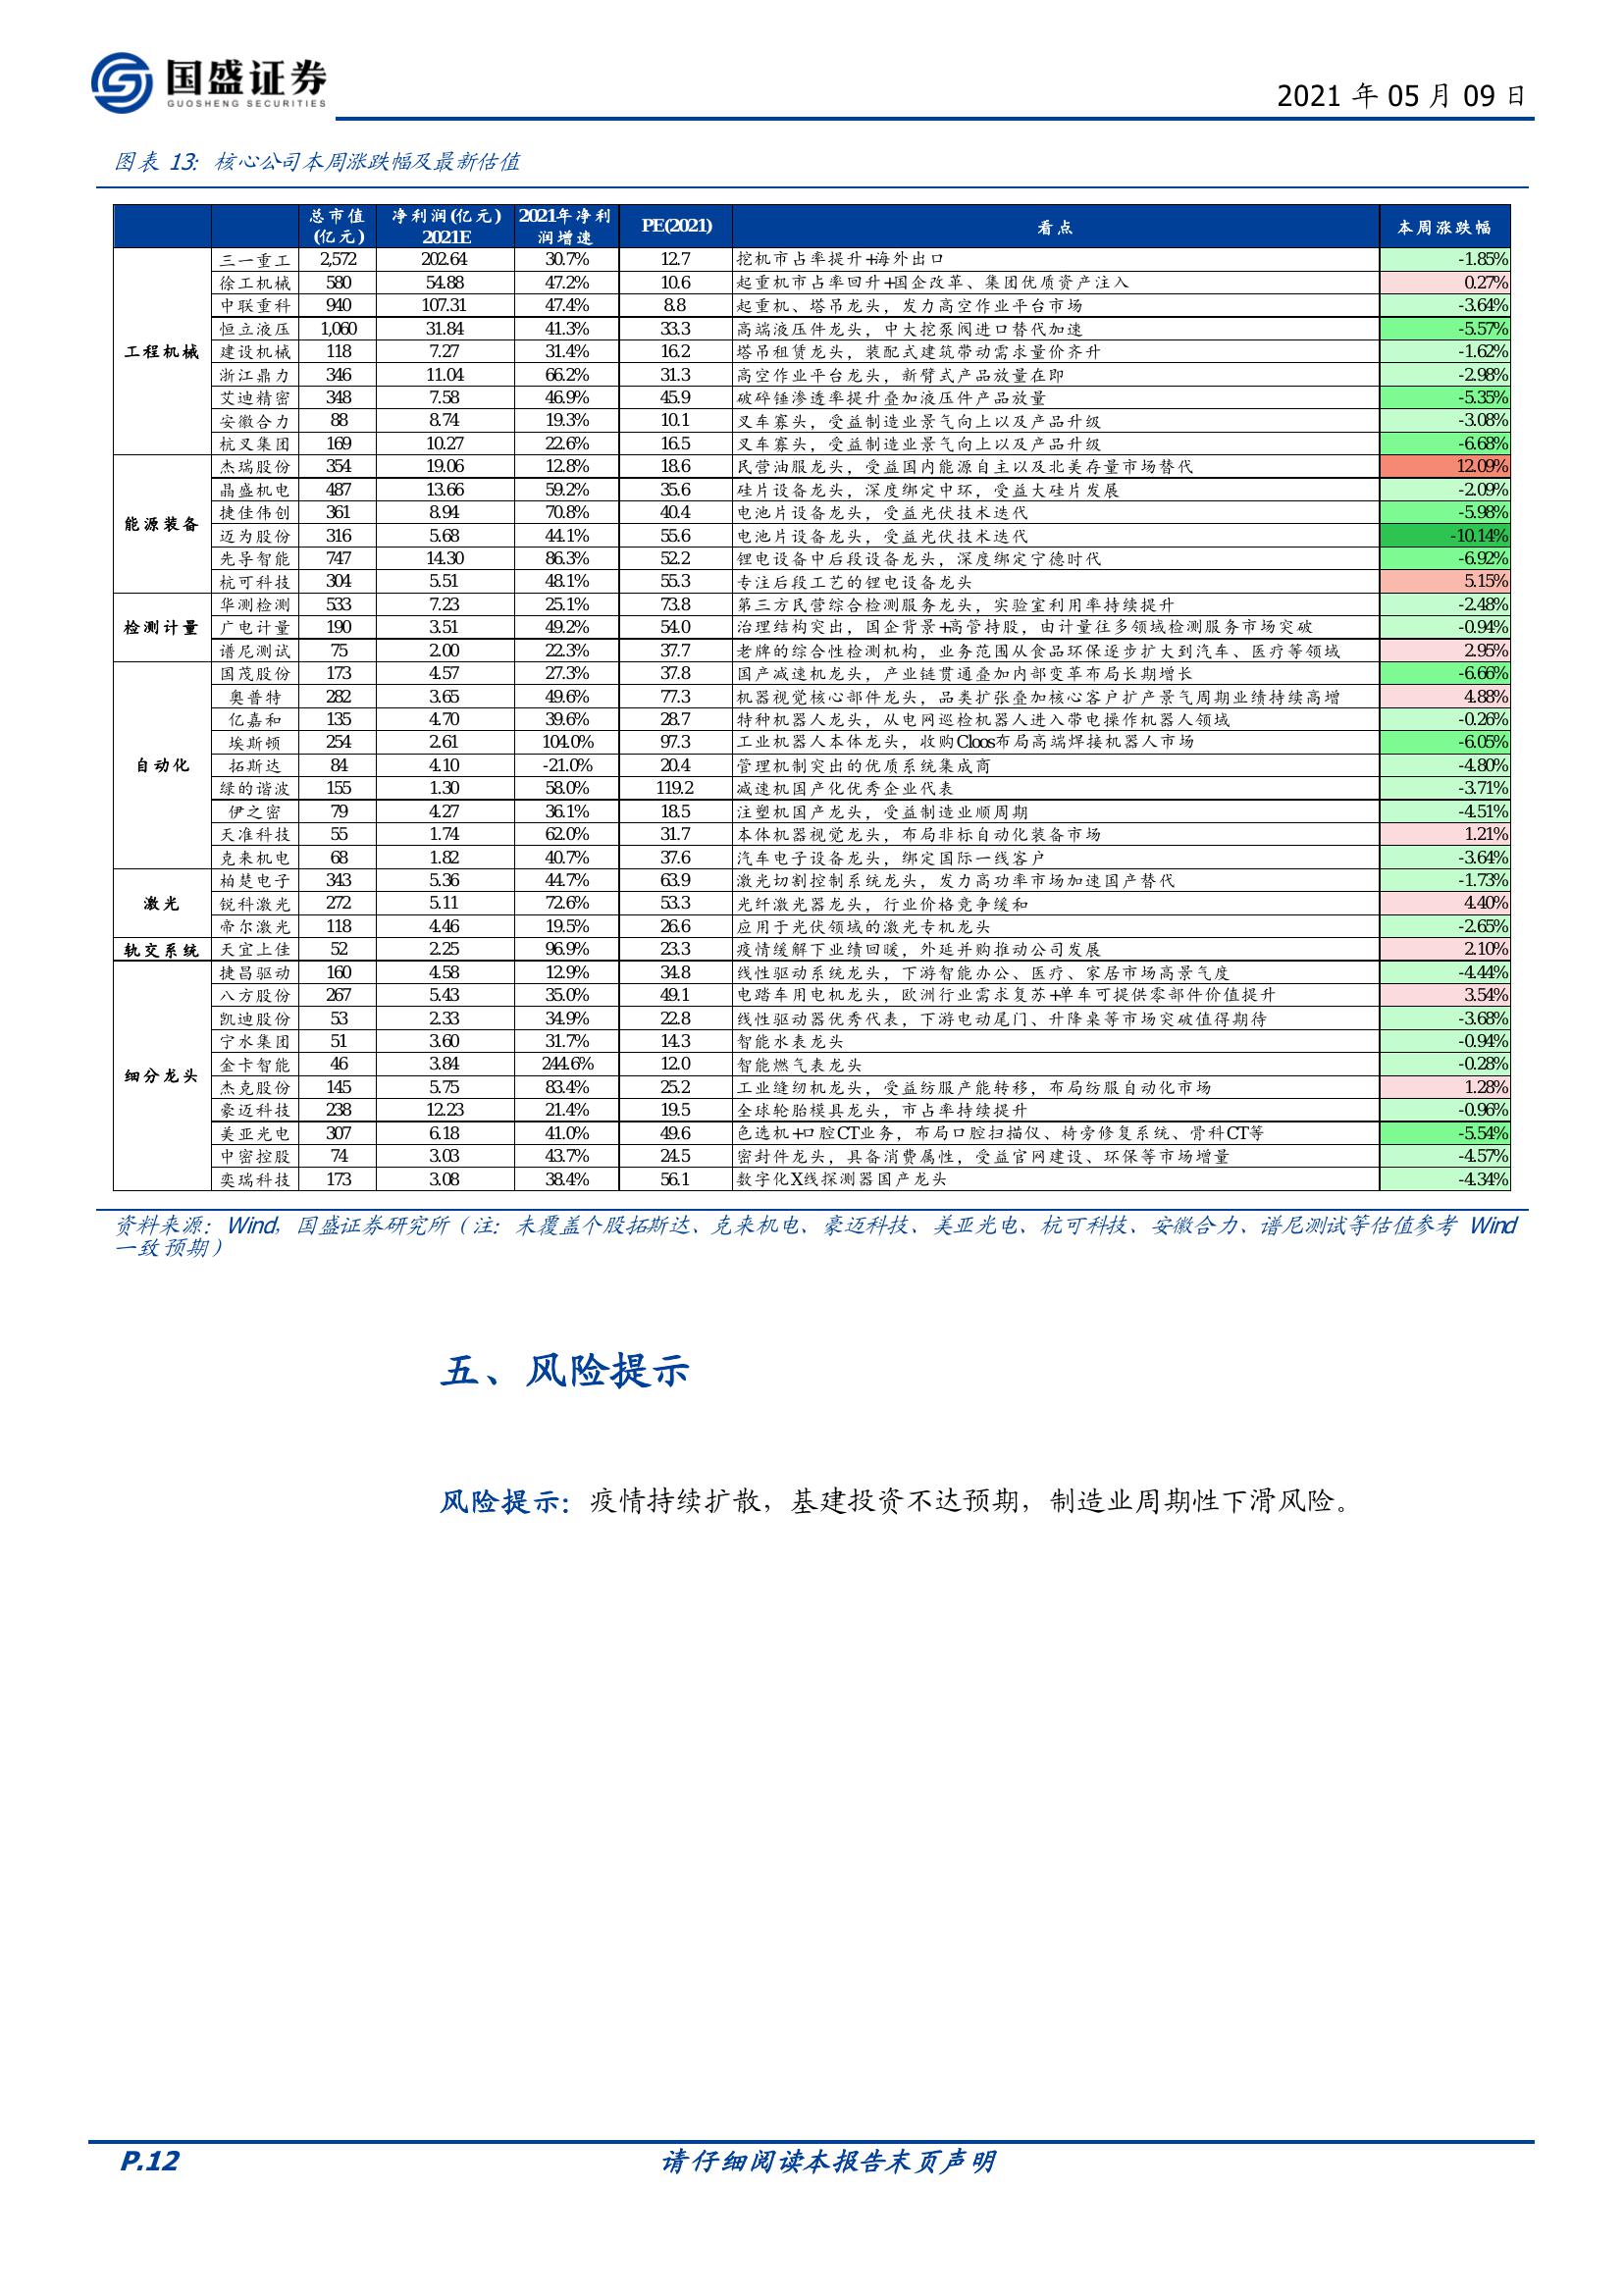 国盛证券
GUOSHENG SECURITIES
2021 年 05 月 09 日
图表 13：核心公司本周涨跌幅及最新估值
总市值(亿元) 净利润(亿元)2021E 2021年净利润增速 PE(2021) 看点 本周涨跌幅
工程机械
三一重工 2,572 202.64 30.7% 12.7 挖机市占率提升+海外出口 -1.85%
徐工机械 580 54.88 47.2% 10.6 起重机市占率回升+国企改革、集团优质资产注入 0.27%
中联重科 940 107.31 47.4% 8.8 起重机、塔吊龙头，发力高空作业平台市场 -3.64%
恒立液压 1,060 31.84 41.3% 33.3 高端液压件龙头，中大挖泵阀进口替代加速 -5.57%
建设机械 118 7.27 31.4% 16.2 塔吊租赁龙头，装配式建筑带动需求量价齐升 -1.62%
浙江鼎力 346 11.04 66.2% 31.3 高空作业平台龙头，新臂式产品放量在即 -2.98%
艾迪精密 348 7.58 46.9% 45.9 破碎锤渗透率提升叠加液压件产品放量 -5.35%
安徽合力 88 8.74 19.3% 10.1 叉车寡头，受益制造业景气向上以及产品升级 -3.08%
杭叉集团 169 10.27 22.6% 16.5 叉车寡头，受益制造业景气向上以及产品升级 -6.68%
能源装备
杰瑞股份 354 19.06 12.8% 18.6 民营油服龙头，受益国内能源自主以及北美存量市场替代 12.09%
晶盛机电 487 13.66 59.2% 35.6 硅片设备龙头，深度绑定中环，受益大硅片发展 -2.09%
捷佳伟创 361 8.94 70.8% 40.4 电池片设备龙头，受益光伏技术迭代 -5.98%
迈为股份 316 5.68 44.1% 55.6 电池片设备龙头，受益光伏技术迭代 -10.14%
先导智能 747 14.30 86.3% 52.2 锂电设备中后段设备龙头，深度绑定宁德时代 -6.92%
杭可科技 304 5.51 48.1% 55.3 专注后段工艺的锂电设备龙头 5.15%
检测计量
华测检测 533 7.23 25.1% 73.8 第三方民营综合检测服务龙头，实验室利用率持续提升 -2.48%
广电计量 190 3.51 49.2% 54.0 治理结构突出，国企背景+高管持股，由计量往多领域检测服务市场突破 -0.94%
谱尼测试 75 2.00 22.3% 37.7 老牌的综合性检测机构，业务范围从食品环保逐步扩大到汽车、医疗等领域 2.95%
自动化
国茂股份 173 4.57 27.3% 37.8 国产减速机龙头，产业链贯通叠加内部变革布局长期增长 -6.66%
奥普特 282 3.65 49.6% 77.3 机器视觉核心部件龙头，品类扩张叠加核心客户扩产景气周期业绩持续高增 4.88%
亿嘉和 135 4.70 39.6% 28.7 特种机器人龙头，从电网巡检机器人进入带电操作机器人领域 -0.26%
埃斯顿 254 2.61 104.0% 97.3 工业机器人本体龙头，收购Cloos布局高端焊接机器人市场 -6.05%
拓斯达 84 4.10 -21.0% 20.4 管理机制突出的优质系统集成商 -4.80%
绿的谐波 155 1.30 58.0% 119.2 减速机国产化优秀企业代表 -3.71%
伊之密 79 4.27 36.1% 18.5 注塑机国产龙头，受益制造业顺周期 -4.51%
天准科技 55 1.74 62.0% 31.7 本体机器视觉龙头，布局非标自动化装备市场 1.21%
克来机电 68 1.82 40.7% 37.6 汽车电子设备龙头，绑定国际一线客户 -3.64%
激光
柏楚电子 343 5.36 44.7% 63.9 激光切割控制系统龙头，发力高功率市场加速国产替代 -1.73%
锐科激光 272 5.11 72.6% 53.3 光纤激光器龙头，行业价格竞争缓和 4.40%
帝尔激光 118 4.46 19.5% 26.6 应用于光伏领域的激光专机龙头 -2.65%
轨交系统 天宜上佳 52 2.25 96.9% 23.3 疫情缓解下业绩回暖，外延并购推动公司发展 2.10%
细分龙头
捷昌驱动 160 4.58 12.9% 34.8 线性驱动系统龙头，下游智能办公、医疗、家居市场高景气度 -4.44%
八方股份 267 5.43 35.0% 49.1 电踏车用电机龙头，欧洲行业需求复苏+单车可提供零部件价值提升 3.54%
凯迪股份 53 2.33 34.9% 22.8 线性驱动器优秀代表，下游电动尾门、升降桌等市场突破值得期待 -3.68%
宁水集团 51 3.60 31.7% 14.3 智能水表龙头 -0.94%
金卡智能 46 3.84 244.6% 12.0 智能燃气表龙头 -0.28%
杰克股份 145 5.75 83.4% 25.2 工业缝纫机龙头，受益纺服产能转移，布局纺服自动化市场 1.28%
豪迈科技 238 12.23 21.4% 19.5 全球轮胎模具龙头，市占率持续提升 -0.96%
美亚光电 307 6.18 41.0% 49.6 色选机+口腔CT业务，布局口腔扫描仪、椅旁修复系统、骨科CT等 -5.54%
中密控股 74 3.03 43.7% 24.5 密封件龙头，具备消费属性，受益官网建设、环保等市场增量 -4.57%
奕瑞科技 173 3.08 38.4% 56.1 数字化X线探测器国产龙头 -4.34%
资料来源：Wind，国盛证券研究所（注：未覆盖个股拓斯达、克来机电、豪迈科技、美亚光电、杭可科技、安徽合力、谱尼测试等估值参考 Wind
一致预期）
五、风险提示
风险提示：疫情持续扩散，基建投资不达预期，制造业周期性下滑风险。
P.12
请仔细阅读本报告末页声明